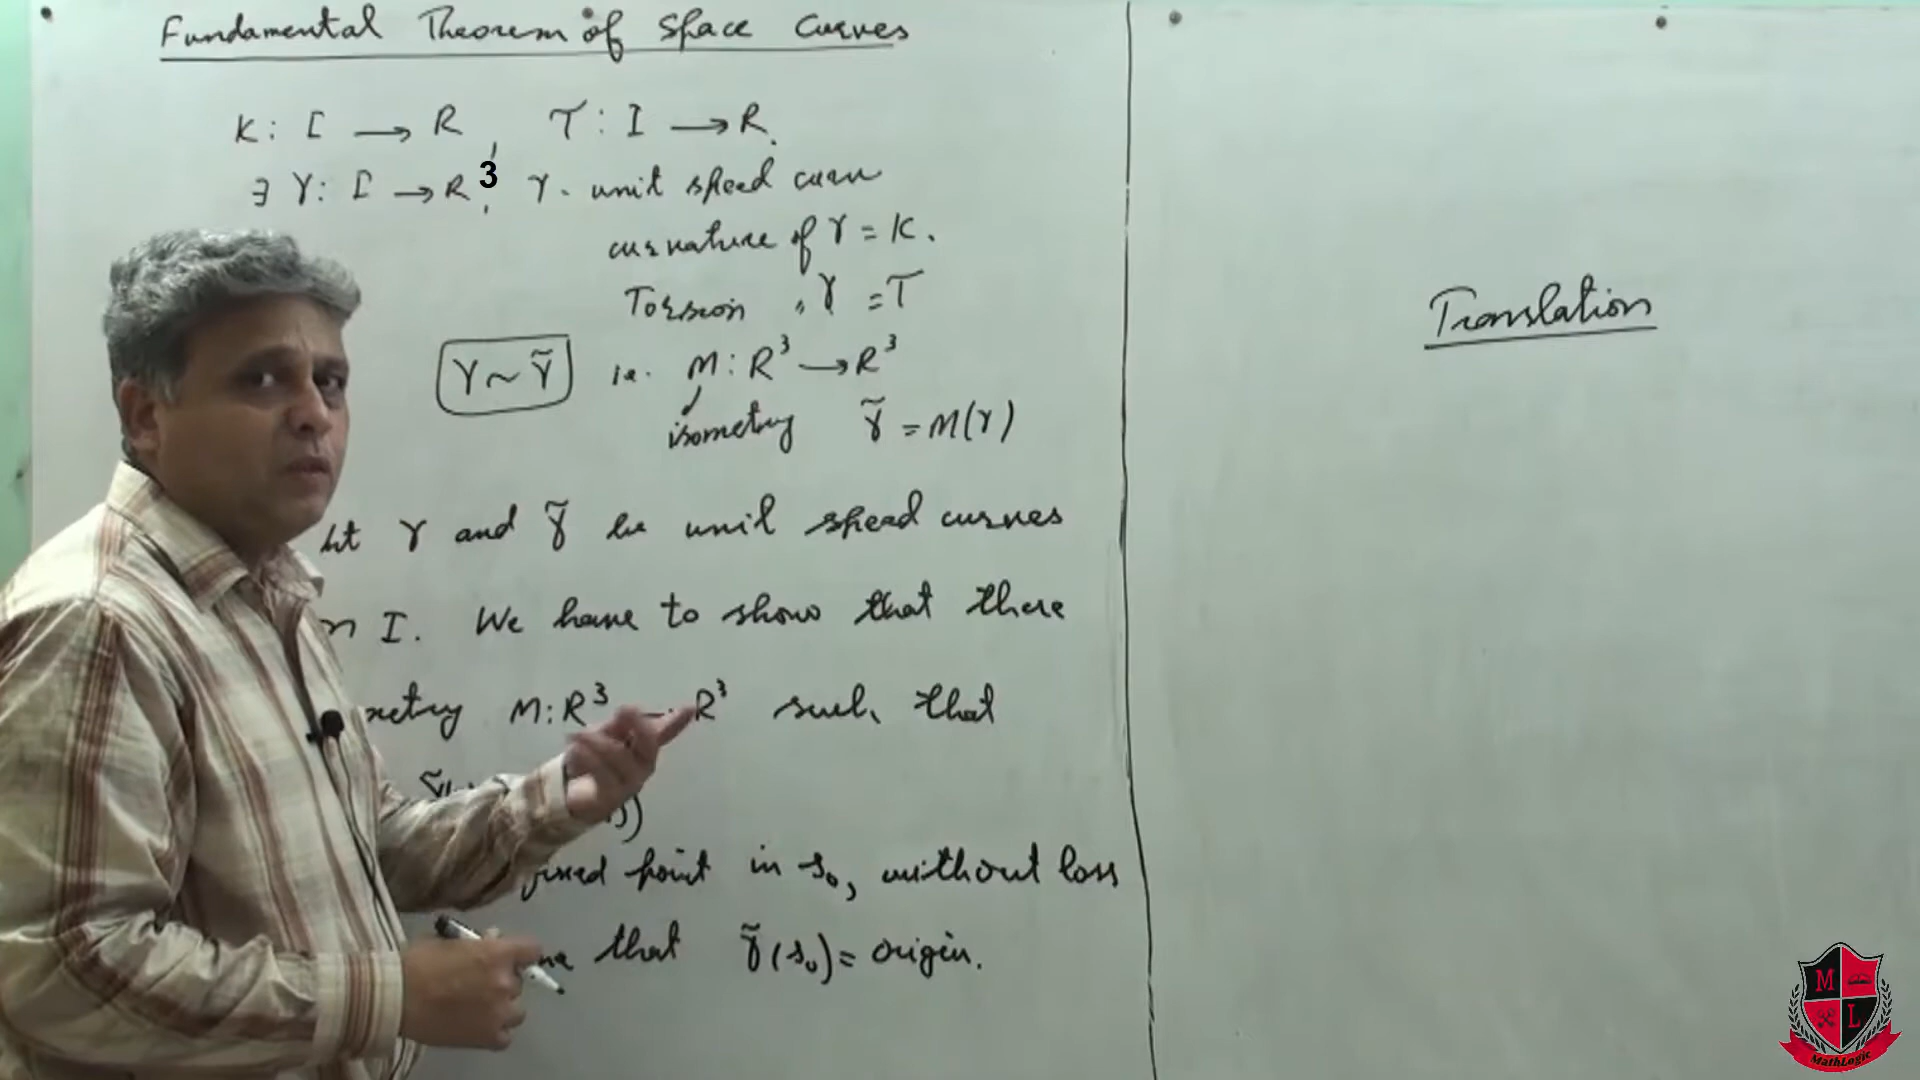 Fundamental Theorem of Space Curves
K: I → R, T: I → R.
∃ γ: I → R3, γ - unit speed curve
curvature of γ = K.
Torsion " γ = T
γ ~ γ̃ i.e. M: R³ → R³
isometry γ̃ = M(γ)
γ and γ̃ be unit speed curves
I. We have to show that there
M: R³ → R³ such that
fixed point in s₀, without loss
that γ̃(s₀) = origin.
Translation
M L
MathLogic